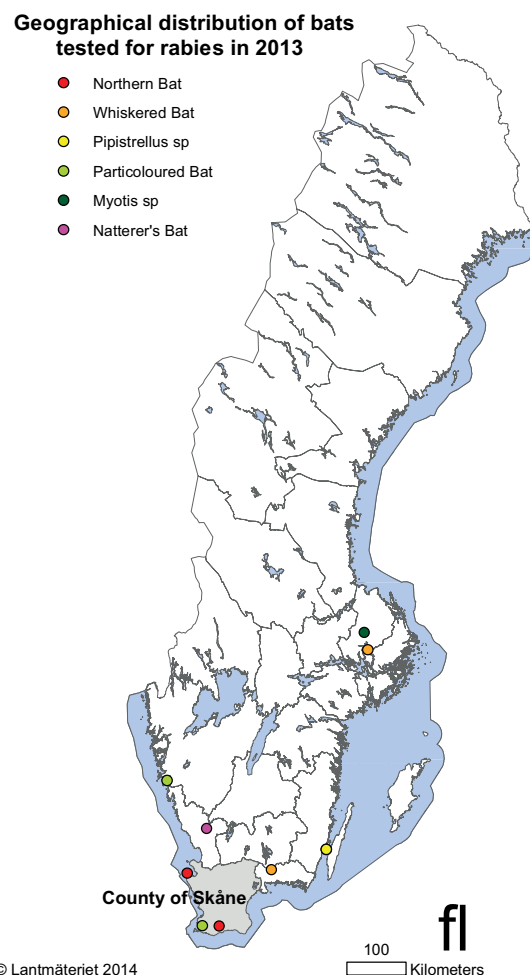 Geographical distribution of bats
tested for rabies in 2013
Northern Bat
Whiskered Bat
Pipistrellus sp
Particoloured Bat
Myotis sp
Natterer's Bat
County of Skåne
fl
100
Kilometers
© Lantmäteriet 2014